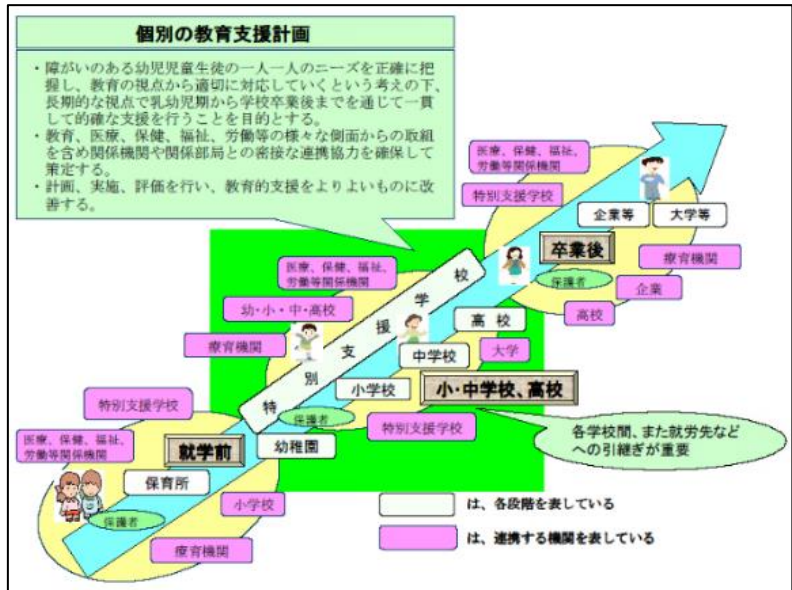 個別の教育支援計画
・障がいのある幼児児童生徒の一人一人のニーズを正確に把
握し、教育の視点から適切に対応していくという考えの下、
長期的な視点で乳幼児期から学校卒業後までを通じて一貫
して的確な支援を行うことを目的とする。
・教育、医療、保健、福祉、労働等の様々な側面からの取組
を含め関係機関や関係部局との密接な連携協力を確保して
策定する。
・計画、実施、評価を行い、教育的支援をよりよいものに改
善する。
医療、保健、福祉、
労働等関係機関
特別支援学校
企業等
大学等
卒業後
療育機関
保護者
企業
高校
医療、保健、福祉、
労働等関係機関
幼・小・中・高校
療育機関
特別支援学校
高校
中学校
大学
小学校
小・中学校、高校
保護者
特別支援学校
幼稚園
各学校間、また就労先など
への引継ぎが重要
特別支援学校
医療、保健、福祉、
労働等関係機関
就学前
保育所
保護者
小学校
療育機関
は、各段階を表している
は、連携する機関を表している